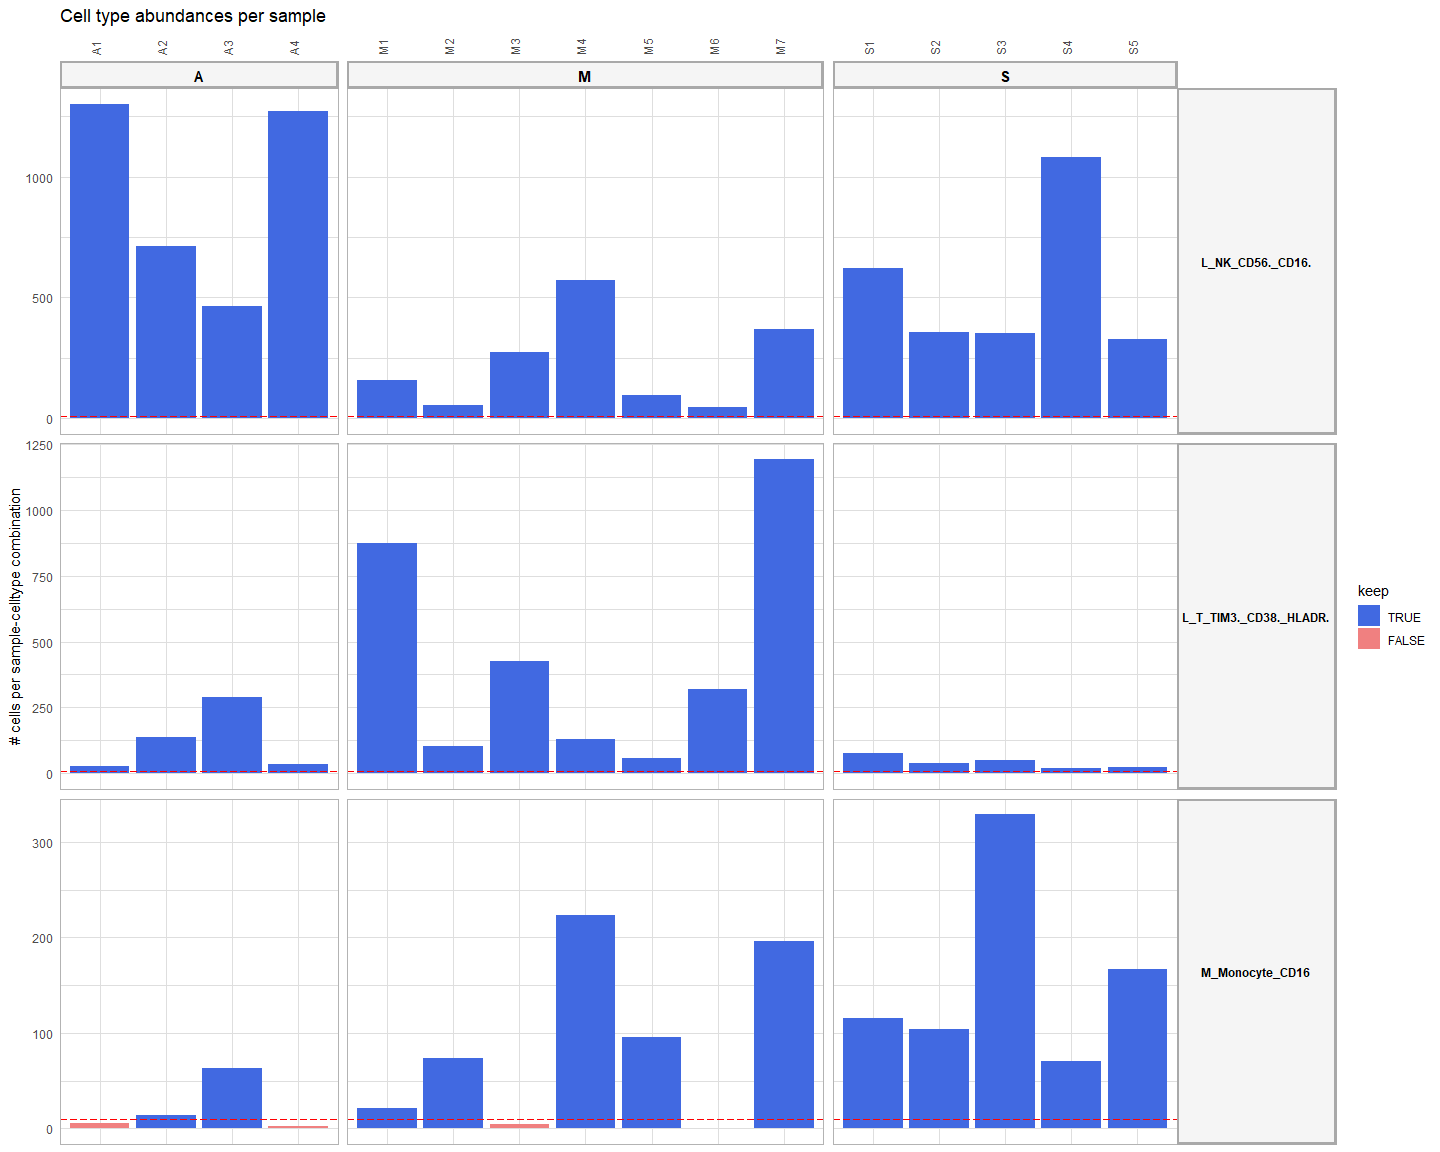 Cell type abundances per sample
A1 A2 A3 A4 M1 M2 M3 M4 M5 M6 M7 S1 S2 S3 S4 S5
A M S
1000
500
0
L_NK_CD56._CD16.
1250
1000
750
500
250
0
L_T_TIM3._CD38._HLADR.
300
200
100
0
M_Monocyte_CD16
# cells per sample-celltype combination
keep
TRUE
FALSE